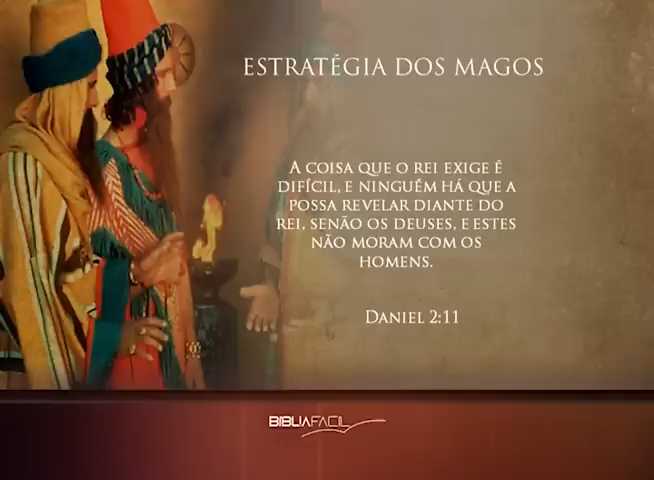 ESTRATÉGIA DOS MAGOS
A COISA QUE O REI EXIGE É
DIFÍCIL, E NINGUÉM HÁ QUE A
POSSA REVELAR DIANTE DO
REI, SENÃO OS DEUSES, E ESTES
NÃO MORAM COM OS
HOMENS.
DANIEL 2:11
BIBLIAFACIL